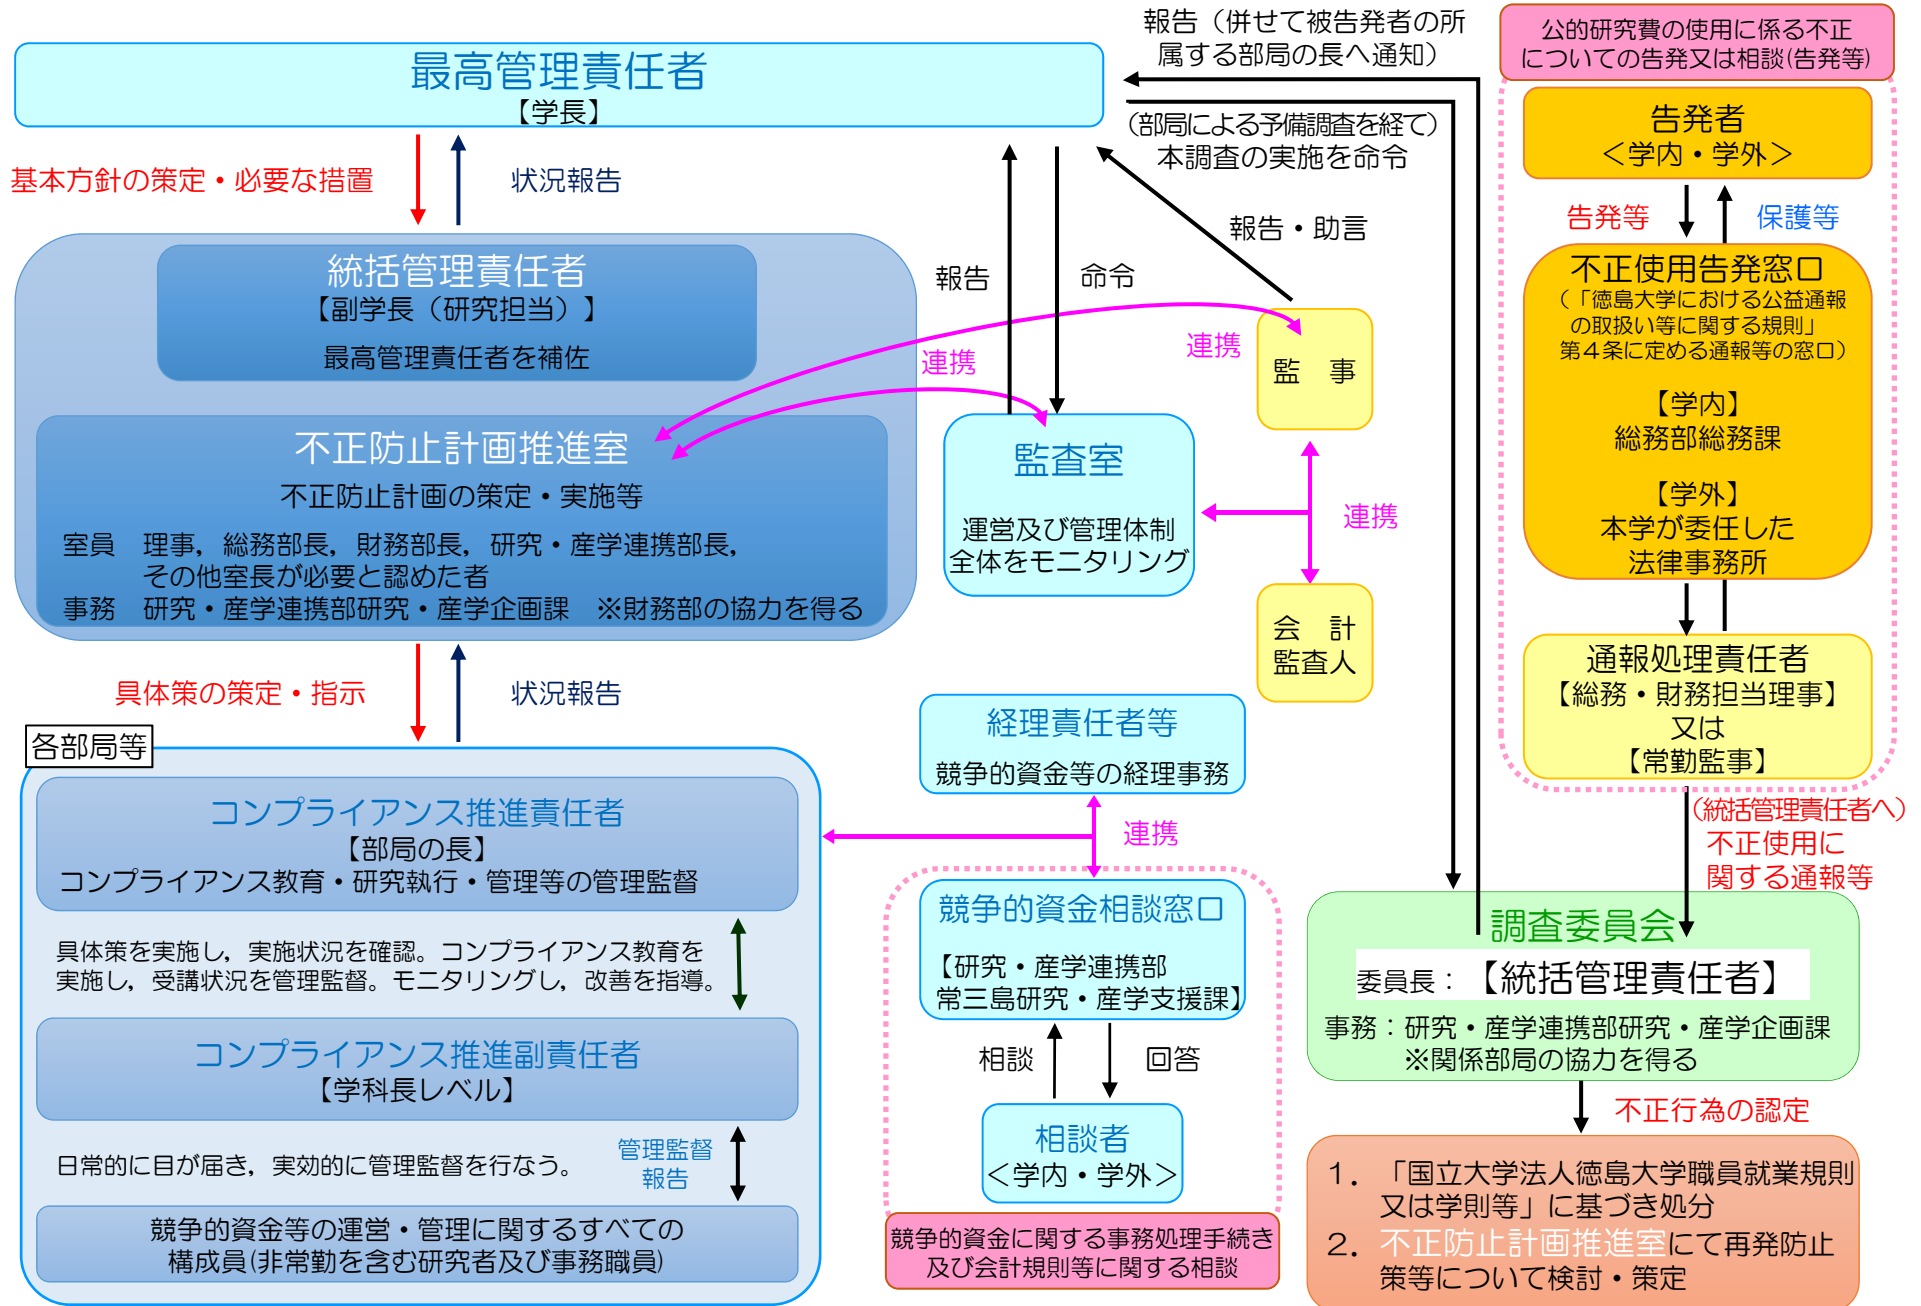 最高管理責任者
【学長】
報告（併せて被告発者の所
属する部局の長へ通知）
（部局による予備調査を経て）
本調査の実施を命令
公的研究費の使用に係る不正
についての告発又は相談(告発等)
告発者
＜学内・学外＞
告発等
保護等
不正使用告発窓口
（「徳島大学における公益通報
の取扱い等に関する規則」
第４条に定める通報等の窓口）
【学内】
総務部総務課
【学外】
本学が委任した
法律事務所
通報処理責任者
【総務・財務担当理事】
又は
【常勤監事】
（統括管理責任者へ）
不正使用に
関する通報等
基本方針の策定・必要な措置
状況報告
統括管理責任者
【副学長（研究担当）】
最高管理責任者を補佐
不正防止計画推進室
不正防止計画の策定・実施等
室員　理事，総務部長，財務部長，研究・産学連携部長，
その他室長が必要と認めた者
事務　研究・産学連携部研究・産学企画課　※財務部の協力を得る
報告
命令
報告・助言
連携
連携
監　事
監査室
運営及び管理体制
全体をモニタリング
連携
会　計
監査人
具体策の策定・指示
状況報告
各部局等
コンプライアンス推進責任者
【部局の長】
コンプライアンス教育・研究執行・管理等の管理監督
具体策を実施し，実施状況を確認。コンプライアンス教育を
実施し，受講状況を管理監督。モニタリングし，改善を指導。
コンプライアンス推進副責任者
【学科長レベル】
日常的に目が届き，実効的に管理監督を行なう。
管理監督
報告
競争的資金等の運営・管理に関するすべての
構成員(非常勤を含む研究者及び事務職員)
経理責任者等
競争的資金等の経理事務
連携
競争的資金相談窓口
【研究・産学連携部
常三島研究・産学支援課】
相談
回答
相談者
＜学内・学外＞
競争的資金に関する事務処理手続き
及び会計規則等に関する相談
調査委員会
委員長：【統括管理責任者】
事務：研究・産学連携部研究・産学企画課
※関係部局の協力を得る
不正行為の認定
１．「国立大学法人徳島大学職員就業規則
又は学則等」に基づき処分
２．不正防止計画推進室にて再発防止
策等について検討・策定